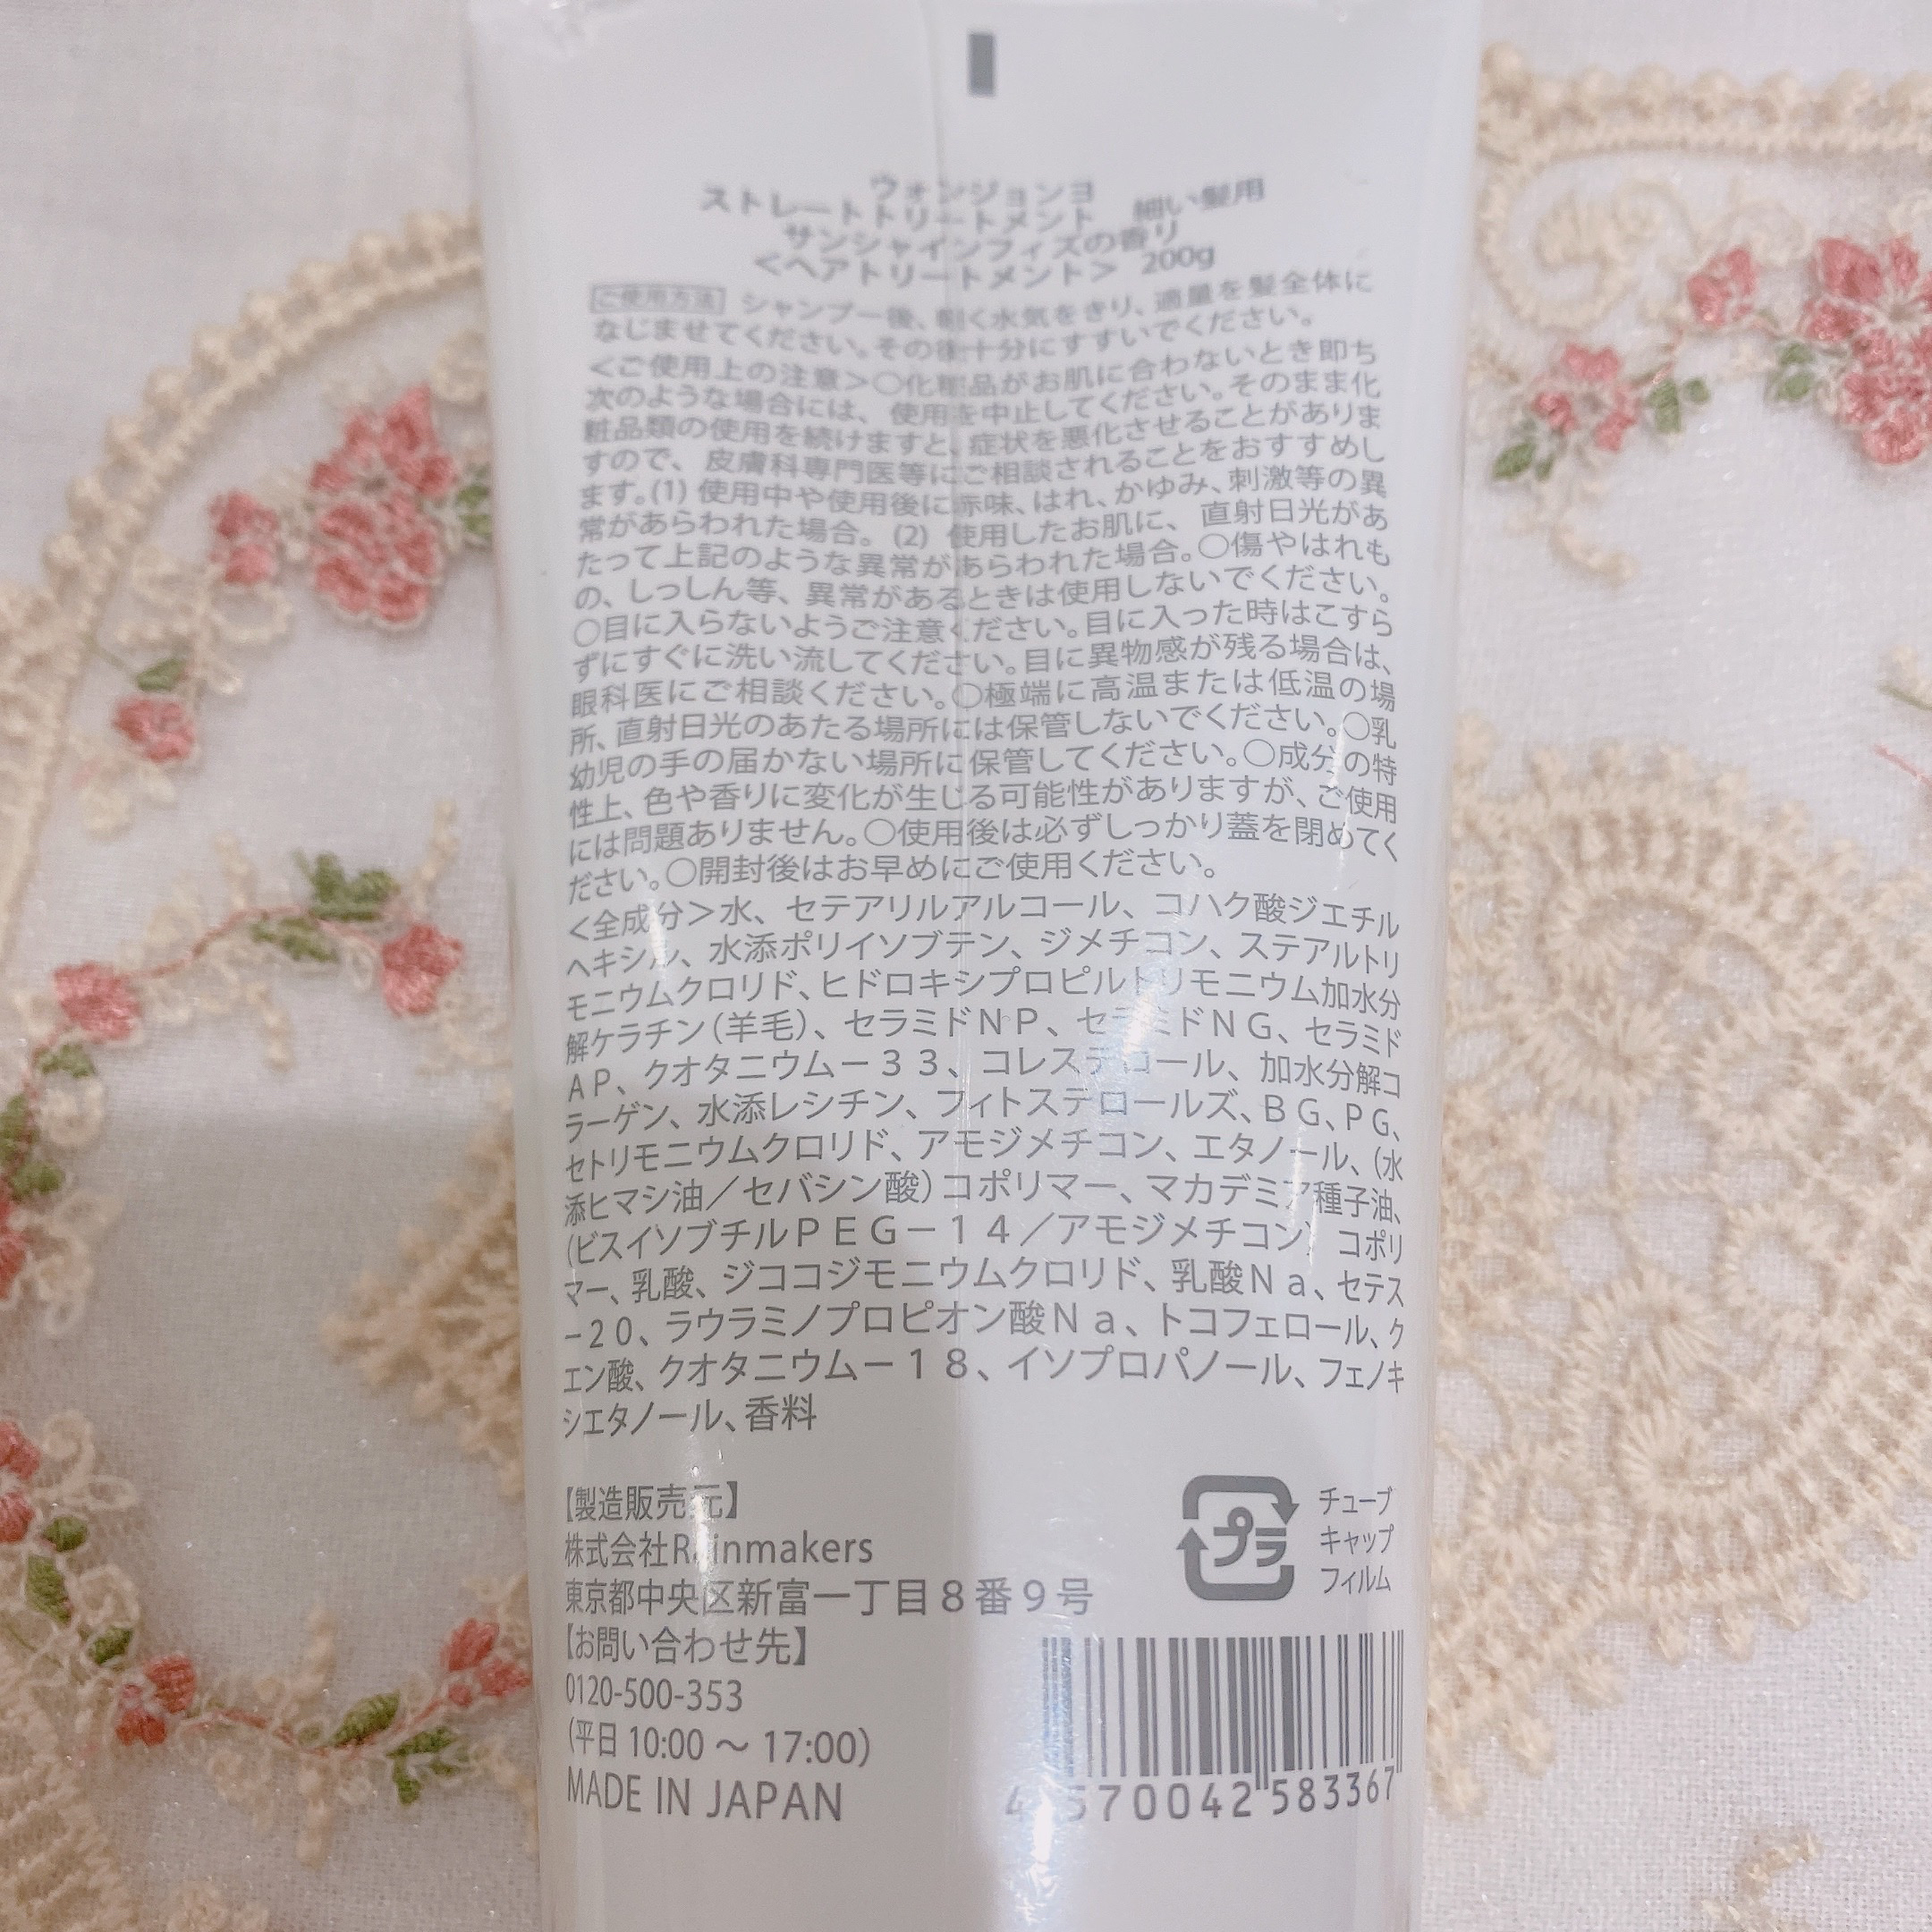 ウォンジョンヨ
ストレートトリートメント 細い髪用
サンシャインフィズの香り
＜ヘアトリートメント＞ 200g
ご使用方法 シャンプー後、軽く水気をきり、適量を髪全体に
なじませてください。その後十分にすすいでください。
＜ご使用上の注意＞○化粧品がお肌に合わないとき即ち
次のような場合には、使用を中止してください。そのまま化
粧品類の使用を続けますと、症状を悪化させることがありま
すので、皮膚科専門医等にご相談されることをおすすめし
ます。(1) 使用中や使用後に赤味、はれ、かゆみ、刺激等の異
常があらわれた場合。(2) 使用したお肌に、直射日光があ
たって上記のような異常があらわれた場合。○傷やはれも
の、しっしん等、異常があるときは使用しないでください。
○目に入らないようご注意ください。目に入った時はこすら
ずにすぐに洗い流してください。目に異物感が残る場合は、
眼科医にご相談ください。○極端に高温または低温の場
所、直射日光のあたる場所には保管しないでください。○乳
幼児の手の届かない場所に保管してください。○成分の特
性上、色や香りに変化が生じる可能性がありますが、ご使用
には問題ありません。○使用後は必ずしっかり蓋を閉めてく
ださい。○開封後はお早めにご使用ください。
＜全成分＞水、セテアリルアルコール、コハク酸ジエチル
ヘキシル、水添ポリイソブテン、ジメチコン、ステアルトリ
モニウムクロリド、ヒドロキシプロピルトリモニウム加水分
解ケラチン（羊毛）、セラミドＮＰ、セラミドＮＧ、セラミド
ＡＰ、クオタニウムー３３、コレステロール、加水分解コ
ラーゲン、水添レシチン、フィトステロールズ、ＢＧ、ＰＧ、
セトリモニウムクロリド、アモジメチコン、エタノール、（水
添ヒマシ油／セバシン酸）コポリマー、マカデミア種子油、
（ビスイソブチルＰＥＧ－１４／アモジメチコン）コポリ
マー、乳酸、ジココジモニウムクロリド、乳酸Ｎａ、セテス
－２０、ラウラミノプロピオン酸Ｎａ、トコフェロール、ク
エン酸、クオタニウムー１８、イソプロパノール、フェノキ
シエタノール、香料
【製造販売元】
株式会社Rainmakers
東京都中央区新富一丁目８番９号
【お問い合わせ先】
0120-500-353
(平日 10:00 ～ 17:00)
MADE IN JAPAN
プラ
チューブ
キャップ
フィルム
4 570042 583367